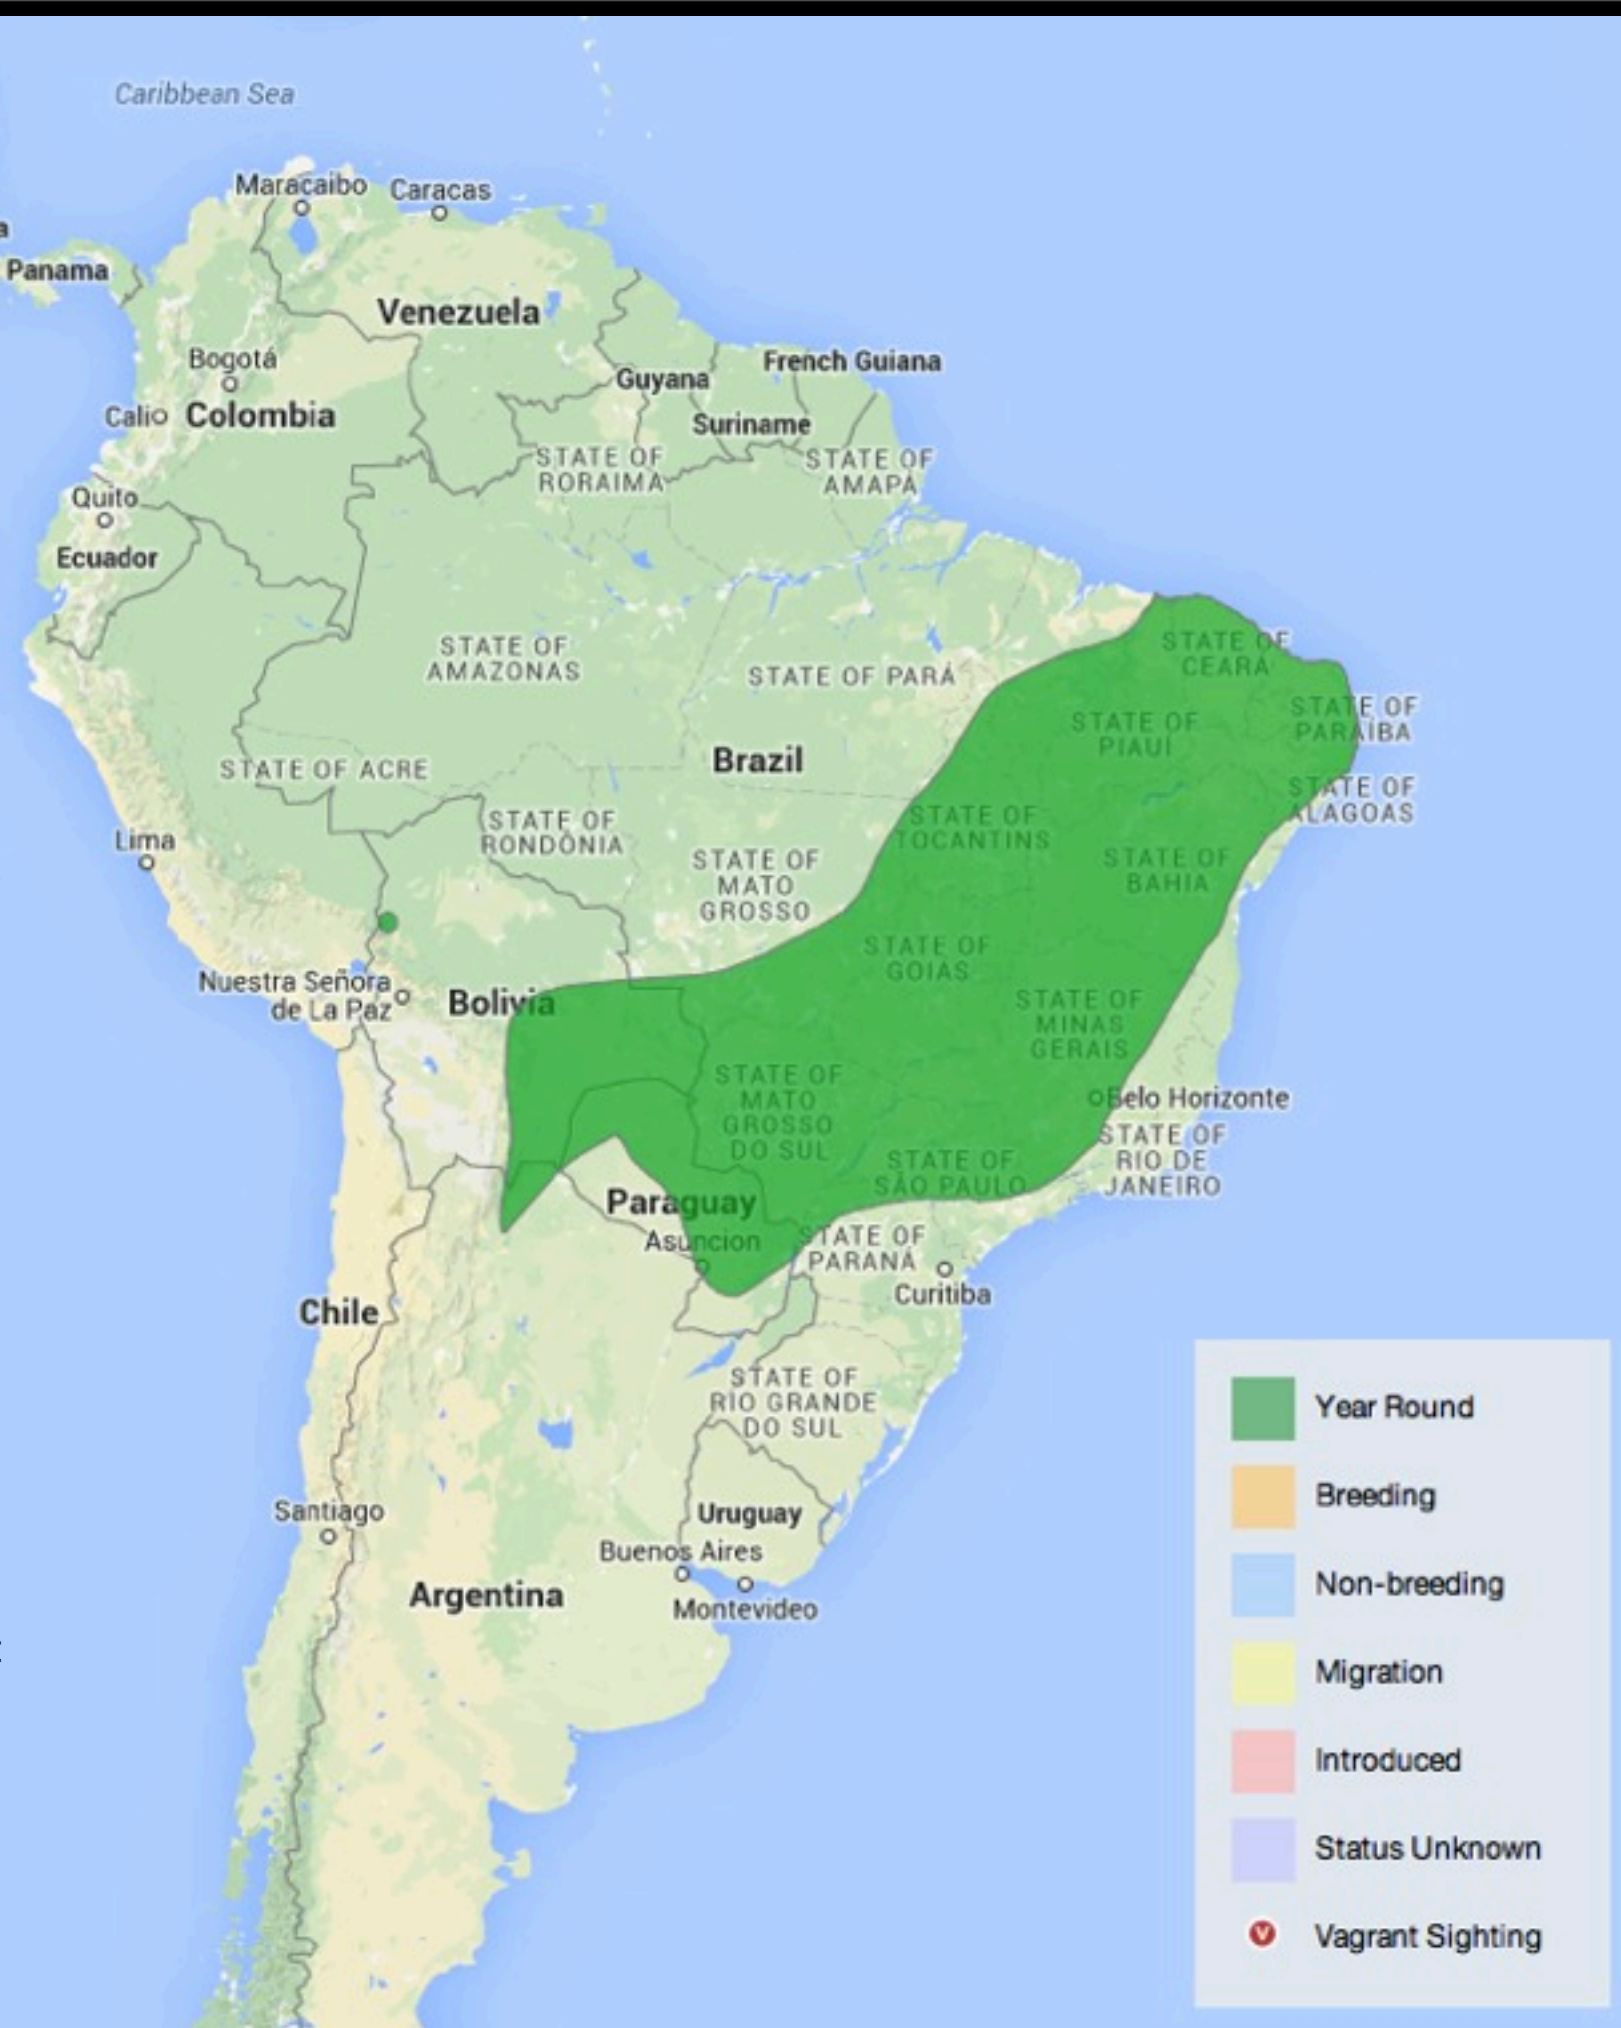 Caribbean Sea
Maracaibo
Caracas
a
Panama
Venezuela
Bogotá
French Guiana
Guyana
Cali
Colombia
Suriname
STATE OF
RORAIMA
STATE OF
AMAPÁ
Quito
Ecuador
STATE OF
AMAZONAS
STATE OF PARÁ
STATE OF
CEARÁ
STATE OF
PARAÍBA
STATE OF
PIAUÍ
Brazil
STATE OF ACRE
STATE OF
ALAGOAS
STATE OF
RONDÔNIA
STATE OF
TOCANTINS
Lima
STATE OF
MATO
GROSSO
STATE OF
BAHIA
STATE OF
GOIÁS
Nuestra Señora
de La Paz
Bolivia
STATE OF
MINAS
GERAIS
STATE OF
MATO
GROSSO
DO SUL
Belo Horizonte
STATE OF
RIO DE
JANEIRO
STATE OF
SÃO PAULO
Paraguay
Asuncion
STATE OF
PARANÁ
Curitiba
Chile
STATE OF
RIO GRANDE
DO SUL
Santiago
Uruguay
Buenos Aires
Argentina
Montevideo
Year Round
Breeding
Non-breeding
Migration
Introduced
Status Unknown
V
Vagrant Sighting